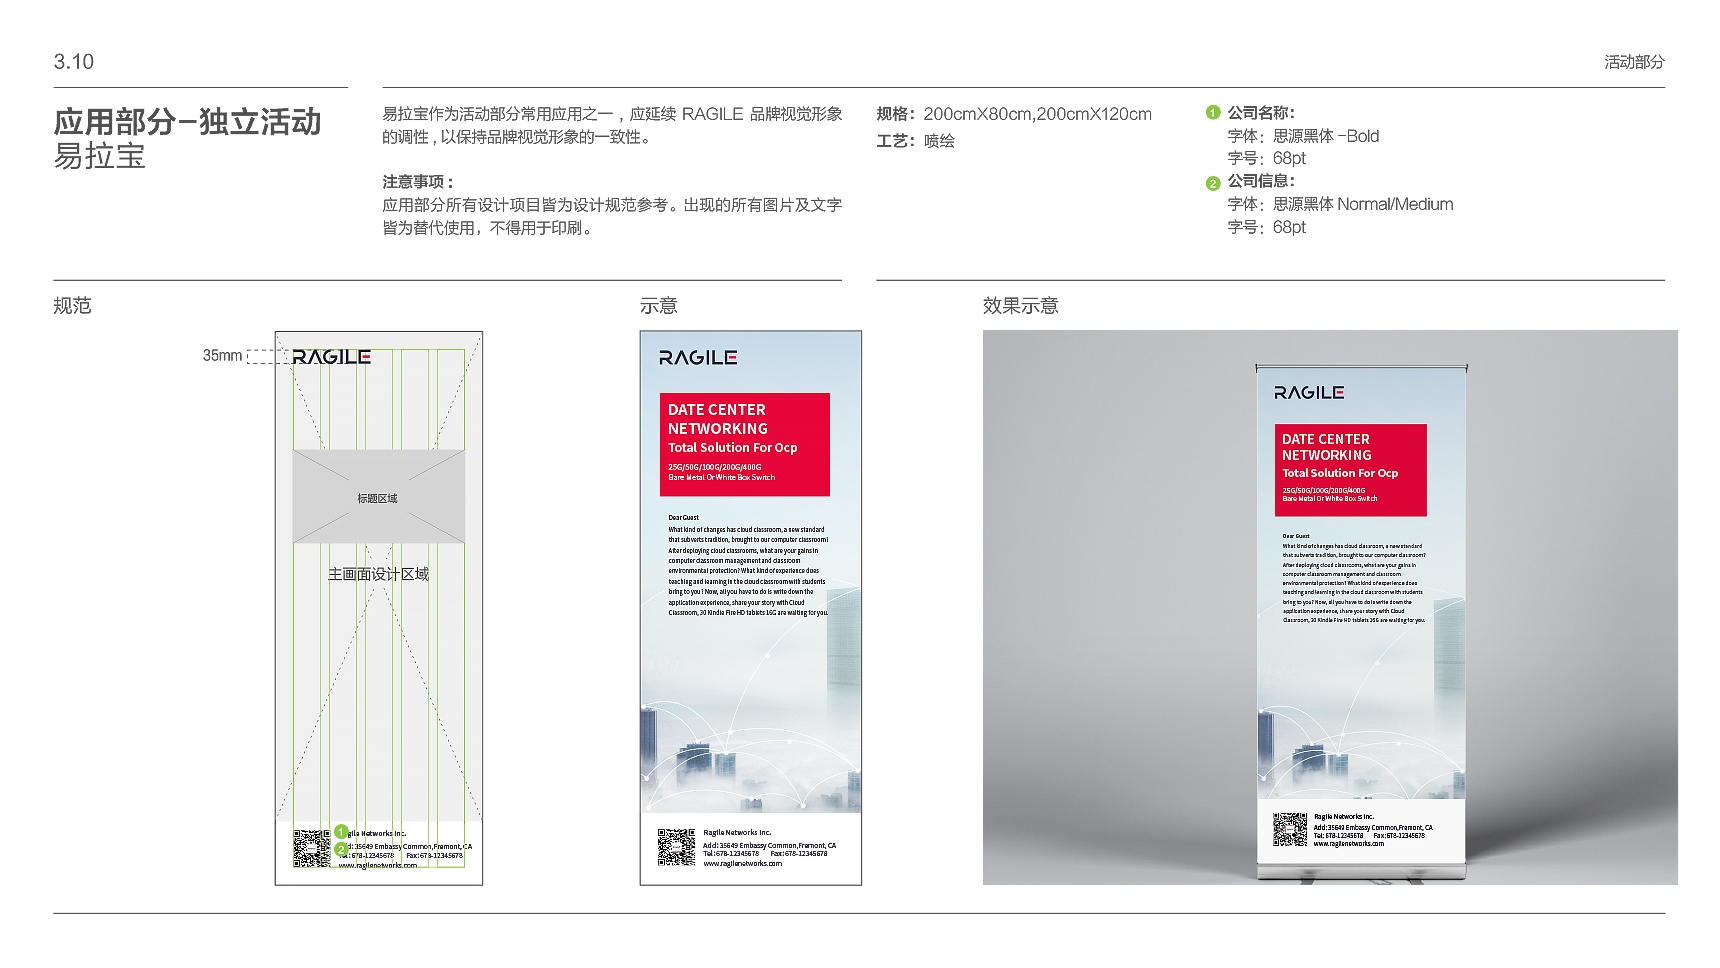 3.10
活动部分
应用部分–独立活动
易拉宝
易拉宝作为活动部分常用应用之一，应延续 RAGILE 品牌视觉形象
的调性，以保持品牌视觉形象的一致性。
注意事项：
应用部分所有设计项目皆为设计规范参考。出现的所有图片及文字
皆为替代使用，不得用于印刷。
规格：200cmX80cm,200cmX120cm
工艺：喷绘
1 公司名称：
字体：思源黑体 –Bold
字号：68pt
2 公司信息：
字体：思源黑体 Normal/Medium
字号：68pt
规范
35mm
RAGILE
标题区域
主画面设计区域
1
gile Networks Inc.
2
d:35649 Embassy Common,Fremont, CA
Tel:678-12345678 Fax:678-12345678
www.ragilenetworks.com
示意
RAGILE
DATE CENTER
NETWORKING
Total Solution For Ocp
25G/50G/100G/200G/400G
Bare Metal Or White Box Switch
Dear Guest
What kind of changes has cloud classroom, a new standard
that subverts tradition, brought to our computer classroom?
After deploying cloud classrooms, what are your gains in
computer classroom management and classroom
environmental protection? What kind of experience does
teaching and learning in the cloud classroom with students
bring to you? Now, all you have to do is write down the
application experience, share your story with Cloud
Classroom, 30 Kindle Fire HD tablets 16G are waiting for you.
Ragile Networks Inc.
Add:35649 Embassy Common,Fremont, CA
Tel:678-12345678 Fax:678-12345678
www.ragilenetworks.com
效果示意
RAGILE
DATE CENTER
NETWORKING
Total Solution For Ocp
25G/50G/100G/200G/400G
Bare Metal Or White Box Switch
Dear Guest
What kind of changes has cloud classroom, a new standard
that subverts tradition, brought to our computer classroom?
After deploying cloud classrooms, what are your gains in
computer classroom management and classroom
environmental protection? What kind of experience does
teaching and learning in the cloud classroom with students
bring to you? Now, all you have to do is write down the
application experience, share your story with Cloud
Classroom, 30 Kindle Fire HD tablets 16G are waiting for you.
Ragile Networks Inc.
Add:35649 Embassy Common,Fremont, CA
Tel:678-12345678 Fax:678-12345678
www.ragilenetworks.com